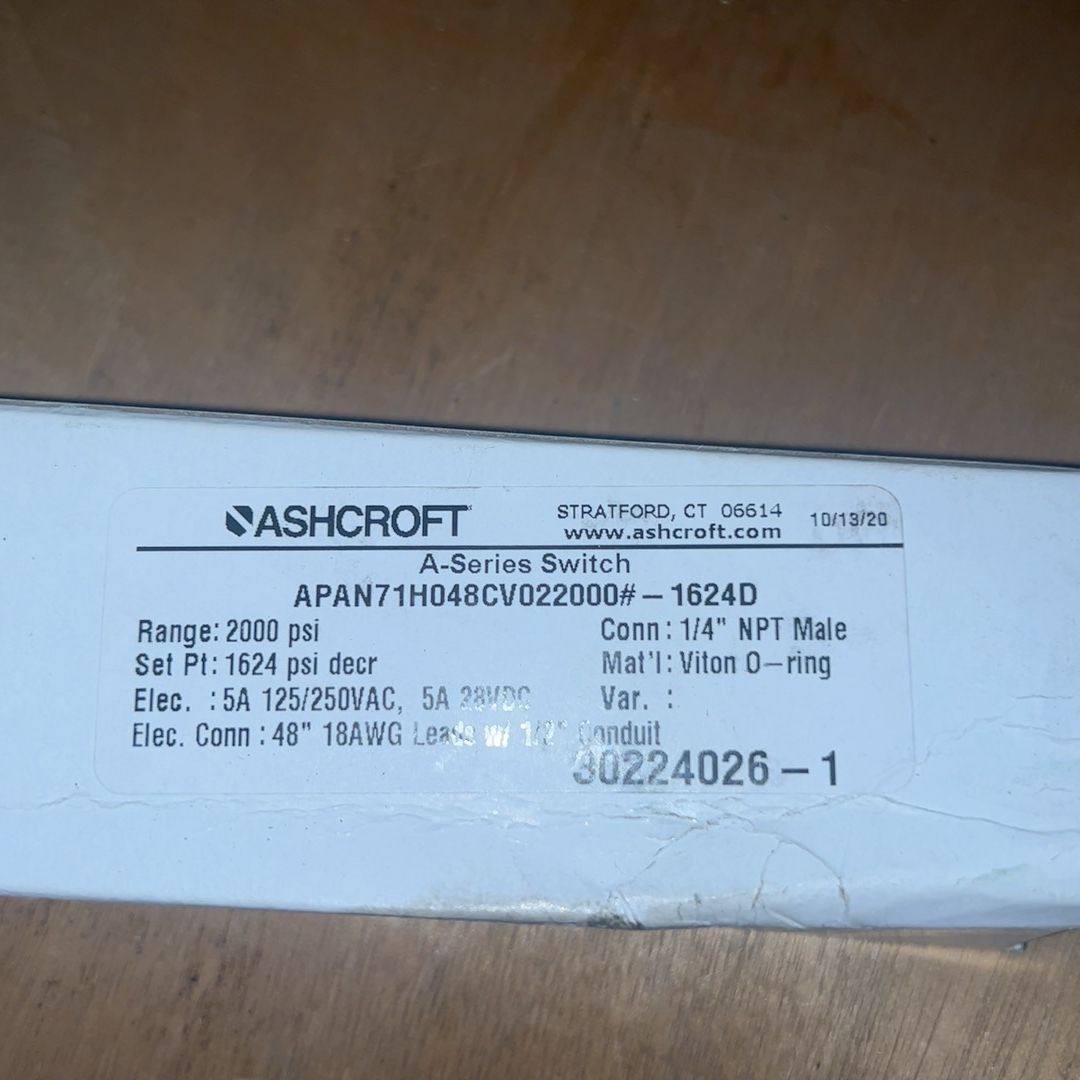 ASHCROFT
STRATFORD, CT 06614
www.ashcroft.com
10/13/20
A-Series Switch
APAN71H048CV022000#-1624D
Range: 2000 psi
Conn: 1/4" NPT Male
Set Pt: 1624 psi decr
Mat'l: Viton O-ring
Elec. : 5A 125/250VAC, 5A 28VDC
Var. :
Elec. Conn : 48" 18AWG Leads w/ 1/2" Conduit
30224026-1